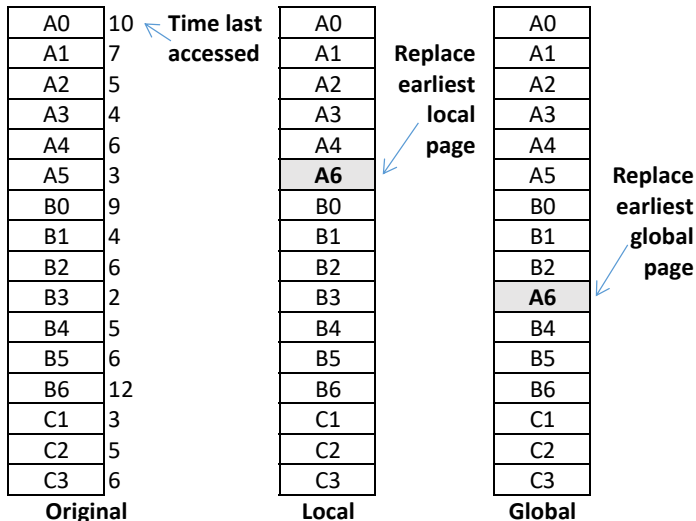 A0 10 Time last A0 A0
A1 7 accessed A1 Replace A1
A2 5 A2 earliest A2
A3 4 A3 local A3
A4 6 A4 page A4
A5 3 A6 A5 Replace
B0 9 B0 B0 earliest
B1 4 B1 B1 global
B2 6 B2 B2 page
B3 2 B3 A6
B4 5 B4 B4
B5 6 B5 B5
B6 12 B6 B6
C1 3 C1 C1
C2 5 C2 C2
C3 6 C3 C3
Original Local Global